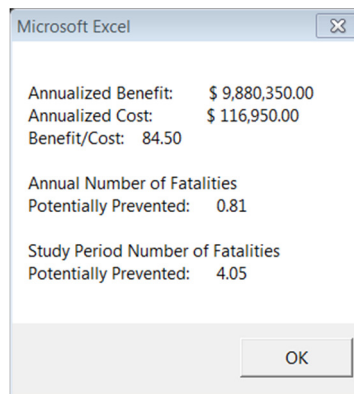 Microsoft Excel
Annualized Benefit: $ 9,880,350.00
Annualized Cost: $ 116,950.00
Benefit/Cost: 84.50
Annual Number of Fatalities
Potentially Prevented: 0.81
Study Period Number of Fatalities
Potentially Prevented: 4.05
OK